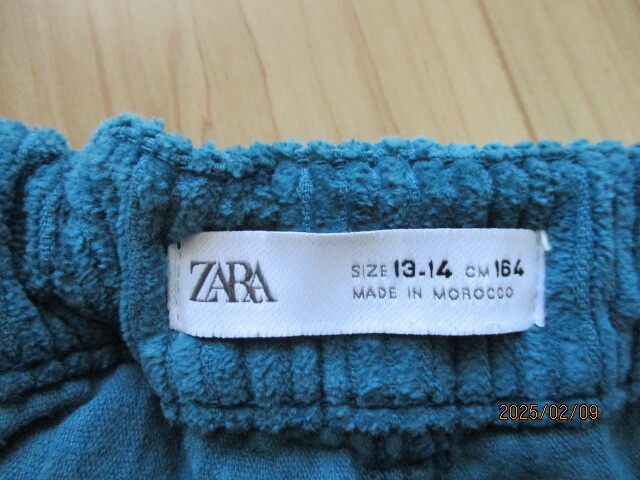 ZARA
SIZE 13-14 CM 164
MADE IN MOROCCO
2025/02/09